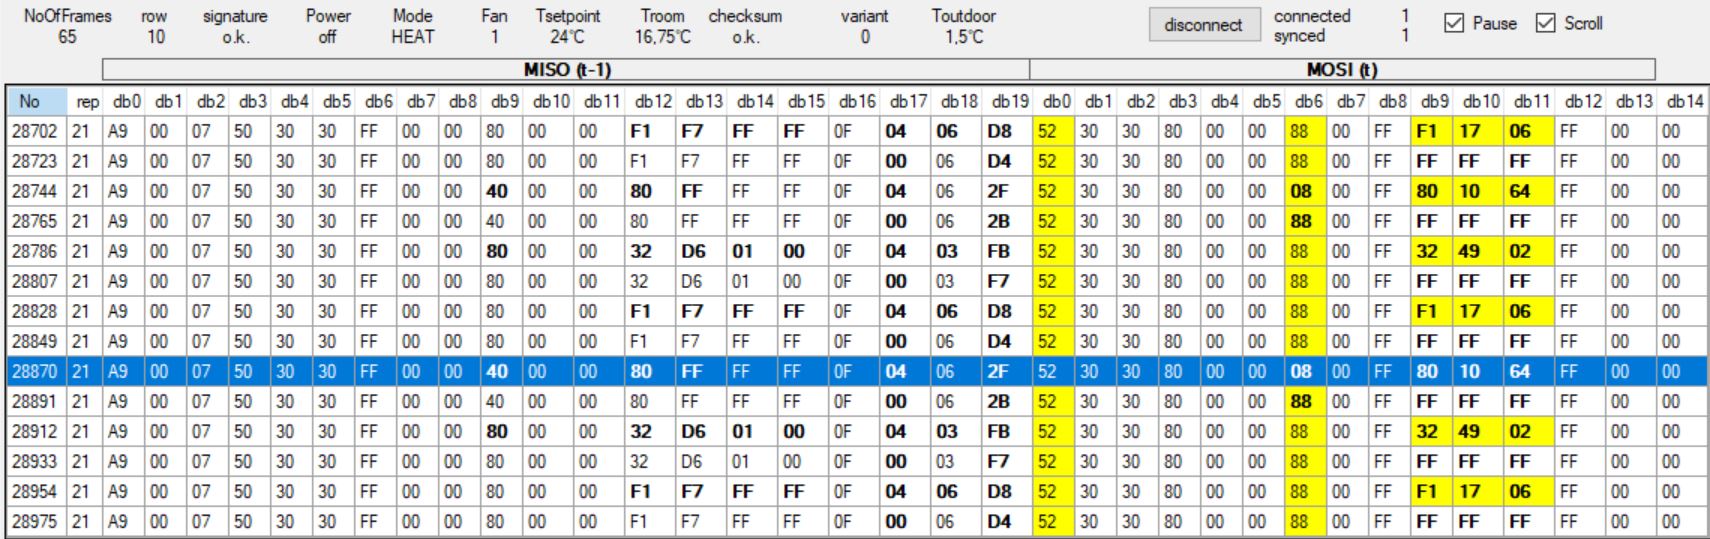 NoOfFrames row signature Power Mode Fan Tsetpoint Troom checksum variant Toutdoor disconnect connected 1 Pause Scroll
65 10 o.k. off HEAT 1 24°C 16,75°C o.k. 0 1,5°C synced 1
MISO (t-1) MOSI (t)
No rep db0 db1 db2 db3 db4 db5 db6 db7 db8 db9 db10 db11 db12 db13 db14 db15 db16 db17 db18 db19 db0 db1 db2 db3 db4 db5 db6 db7 db8 db9 db10 db11 db12 db13 db14
28702 21 A9 00 07 50 30 30 FF 00 00 80 00 00 F1 F7 FF FF 0F 04 06 D8 52 30 30 80 00 00 88 00 FF F1 17 06 FF 00 00
28723 21 A9 00 07 50 30 30 FF 00 00 80 00 00 F1 F7 FF FF 0F 00 06 D4 52 30 30 80 00 00 88 00 FF FF FF FF FF 00 00
28744 21 A9 00 07 50 30 30 FF 00 00 40 00 00 80 FF FF FF 0F 04 06 2F 52 30 30 80 00 00 08 00 FF 80 10 64 FF 00 00
28765 21 A9 00 07 50 30 30 FF 00 00 40 00 00 80 FF FF FF 0F 00 06 2B 52 30 30 80 00 00 88 00 FF FF FF FF FF 00 00
28786 21 A9 00 07 50 30 30 FF 00 00 80 00 00 32 D6 01 00 0F 04 03 FB 52 30 30 80 00 00 88 00 FF 32 49 02 FF 00 00
28807 21 A9 00 07 50 30 30 FF 00 00 80 00 00 32 D6 01 00 0F 00 03 F7 52 30 30 80 00 00 88 00 FF FF FF FF FF 00 00
28828 21 A9 00 07 50 30 30 FF 00 00 80 00 00 F1 F7 FF FF 0F 04 06 D8 52 30 30 80 00 00 88 00 FF F1 17 06 FF 00 00
28849 21 A9 00 07 50 30 30 FF 00 00 80 00 00 F1 F7 FF FF 0F 00 06 D4 52 30 30 80 00 00 88 00 FF FF FF FF FF 00 00
28870 21 A9 00 07 50 30 30 FF 00 00 40 00 00 80 FF FF FF 0F 04 06 2F 52 30 30 80 00 00 08 00 FF 80 10 64 FF 00 00
28891 21 A9 00 07 50 30 30 FF 00 00 40 00 00 80 FF FF FF 0F 00 06 2B 52 30 30 80 00 00 88 00 FF FF FF FF FF 00 00
28912 21 A9 00 07 50 30 30 FF 00 00 80 00 00 32 D6 01 00 0F 04 03 FB 52 30 30 80 00 00 88 00 FF 32 49 02 FF 00 00
28933 21 A9 00 07 50 30 30 FF 00 00 80 00 00 32 D6 01 00 0F 00 03 F7 52 30 30 80 00 00 88 00 FF FF FF FF FF 00 00
28954 21 A9 00 07 50 30 30 FF 00 00 80 00 00 F1 F7 FF FF 0F 04 06 D8 52 30 30 80 00 00 88 00 FF F1 17 06 FF 00 00
28975 21 A9 00 07 50 30 30 FF 00 00 80 00 00 F1 F7 FF FF 0F 00 06 D4 52 30 30 80 00 00 88 00 FF FF FF FF FF 00 00